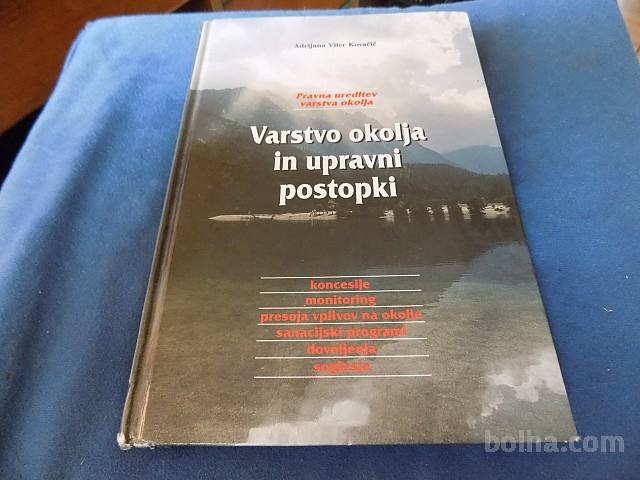 Adrijana Viler Kovačič
Pravna ureditev
varstva okolja
Varstvo okolja
in upravni
postopki
koncesije
monitoring
presoja vplivov na okolje
sanacijski programi
dovoljenja
soglasja
bolha.com